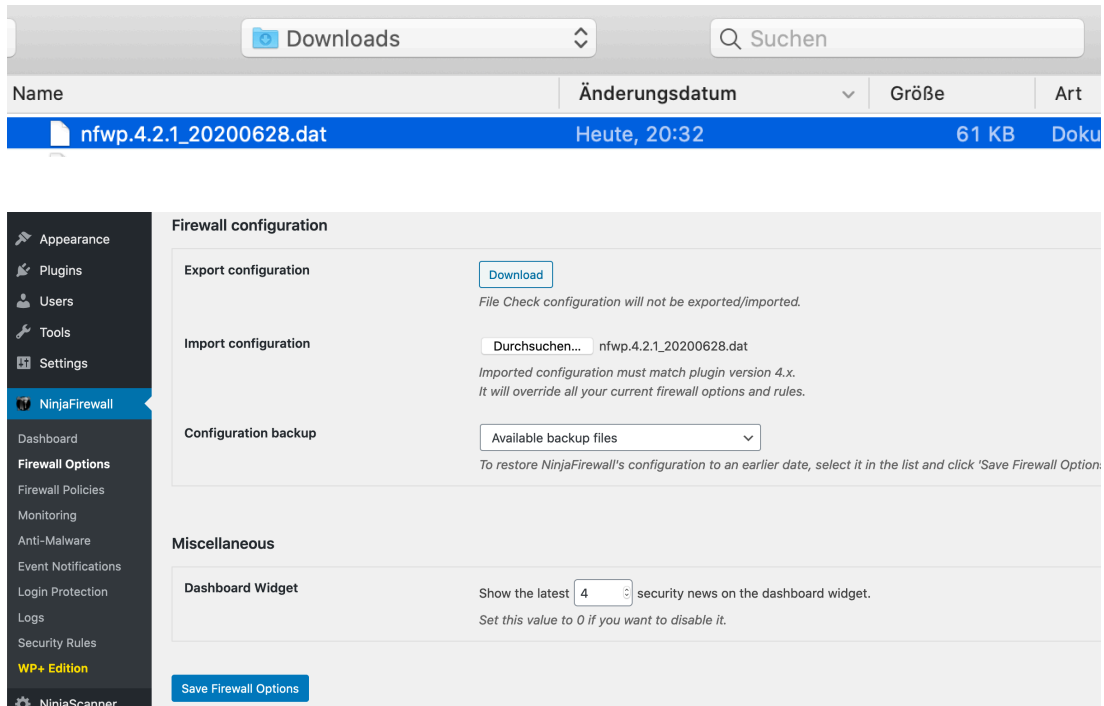 Downloads
Suchen
Name Änderungsdatum Größe Art
nfwp.4.2.1_20200628.dat Heute, 20:32 61 KB Doku
Appearance
Plugins
Users
Tools
Settings
NinjaFirewall
Dashboard
Firewall Options
Firewall Policies
Monitoring
Anti-Malware
Event Notifications
Login Protection
Logs
Security Rules
WP+ Edition
NinjaScanner
Firewall configuration
Export configuration
Download
File Check configuration will not be exported/imported.
Import configuration
Durchsuchen... nfwp.4.2.1_20200628.dat
Imported configuration must match plugin version 4.x.
It will override all your current firewall options and rules.
Configuration backup
Available backup files
To restore NinjaFirewall's configuration to an earlier date, select it in the list and click 'Save Firewall Options
Miscellaneous
Dashboard Widget
Show the latest 4 security news on the dashboard widget.
Set this value to 0 if you want to disable it.
Save Firewall Options